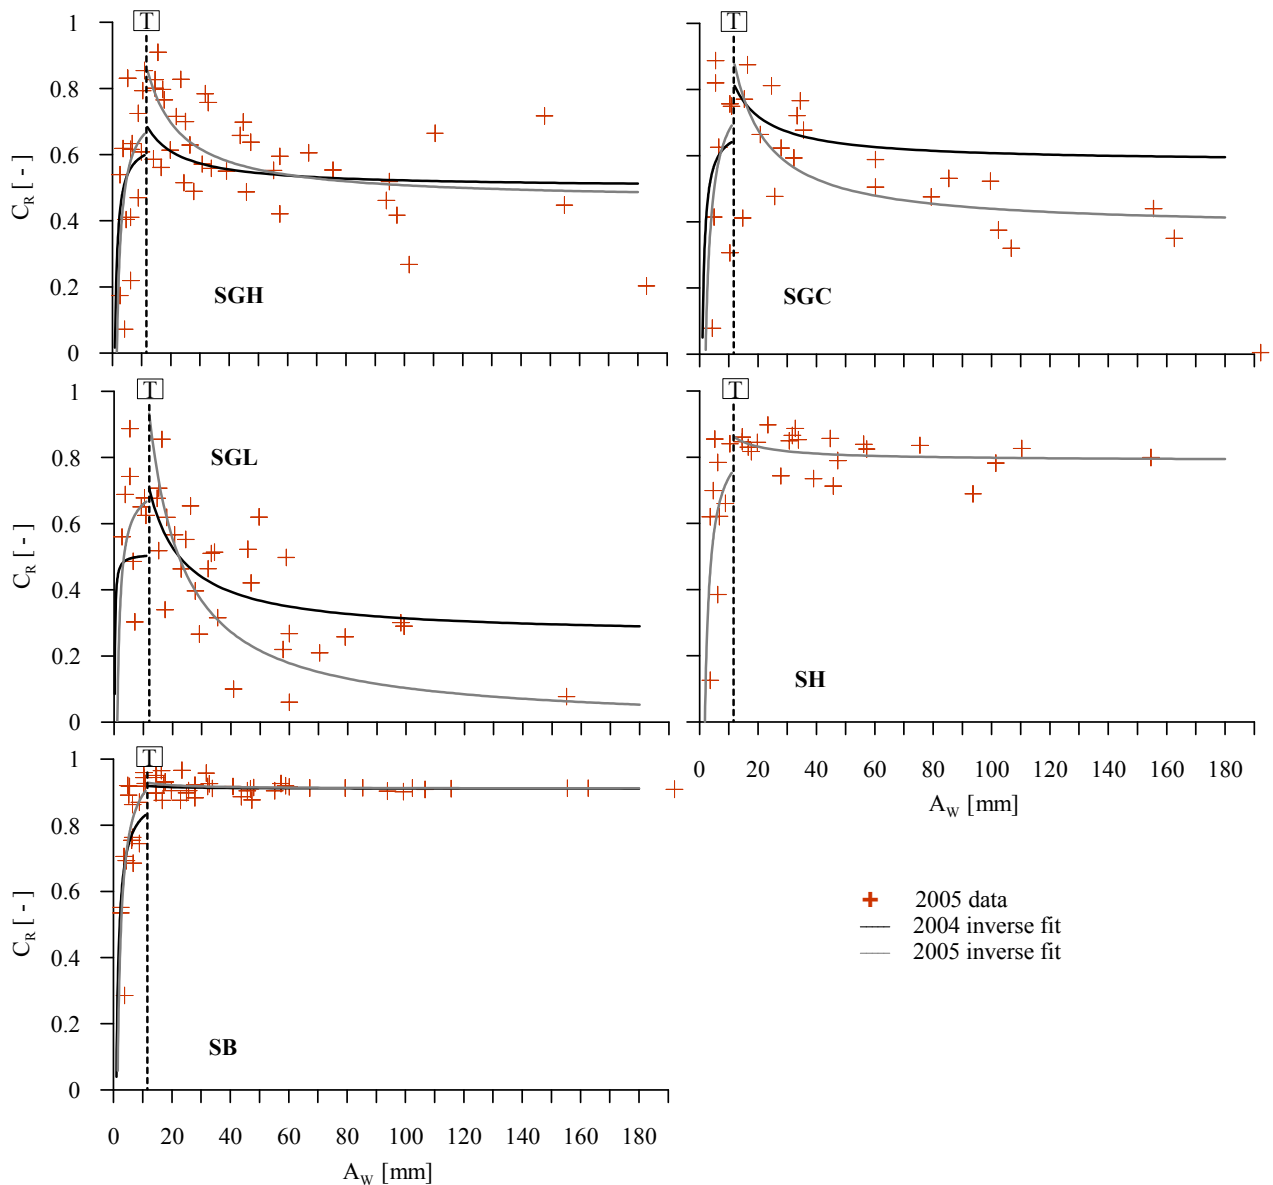 T
T
1
0.8
0.6
0.4
0.2
0
C_R [ - ]
SGH
SGC
T
T
1
0.8
0.6
0.4
0.2
0
C_R [ - ]
SGL
SH
0 20 40 60 80 100 120 140 160 180
A_W [mm]
T
1
0.8
0.6
0.4
0.2
0
C_R [ - ]
SB
0 20 40 60 80 100 120 140 160 180
A_W [mm]
2005 data
2004 inverse fit
2005 inverse fit